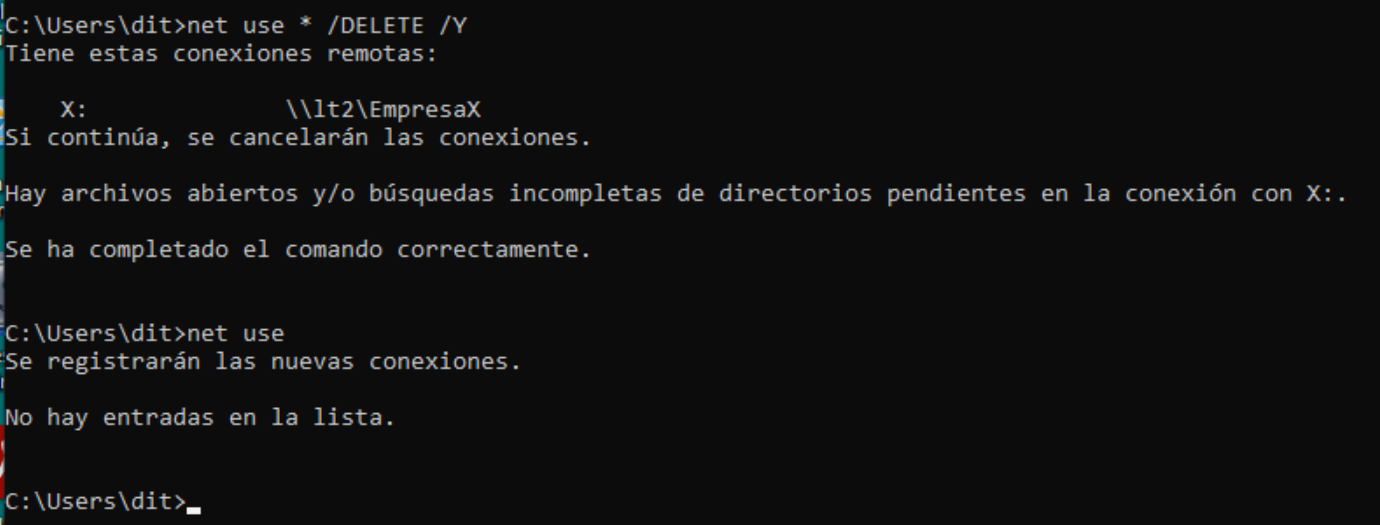 C:\Users\dit>net use * /DELETE /Y
Tiene estas conexiones remotas:
X: \\lt2\EmpresaX
Si continúa, se cancelarán las conexiones.
Hay archivos abiertos y/o búsquedas incompletas de directorios pendientes en la conexión con X:.
Se ha completado el comando correctamente.
C:\Users\dit>net use
Se registrarán las nuevas conexiones.
No hay entradas en la lista.
C:\Users\dit>